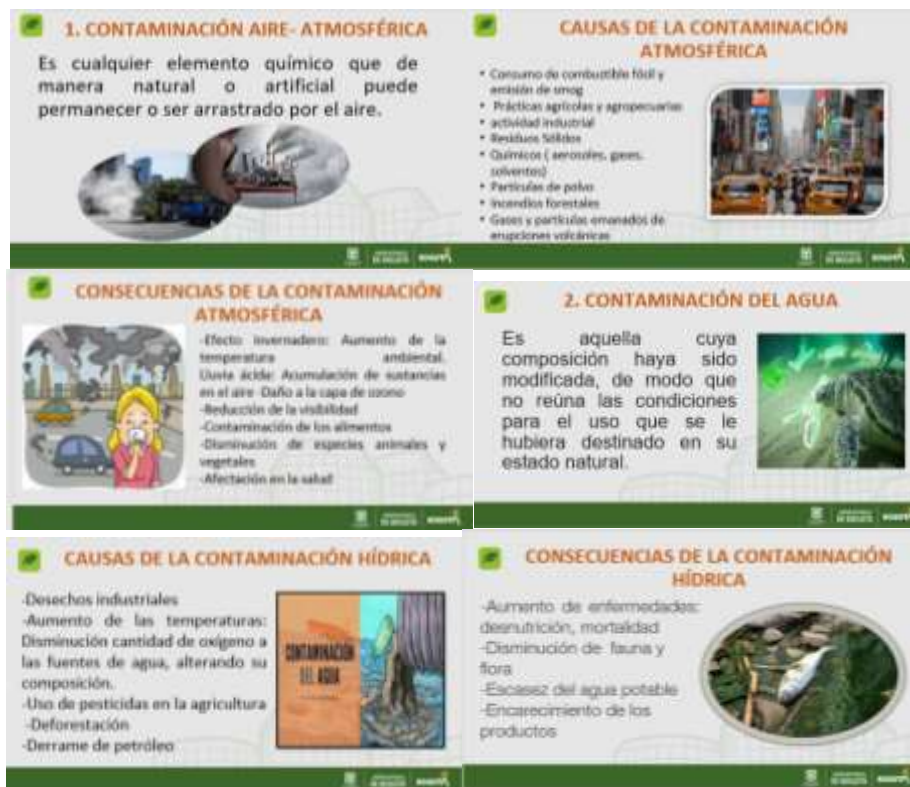 1. CONTAMINACIÓN AIRE- ATMOSFÉRICA
Es cualquier elemento químico que de
manera natural o artificial puede
permanecer o ser arrastrado por el aire.
CAUSAS DE LA CONTAMINACIÓN
ATMOSFÉRICA
• Consumo de combustible fósil y
emisión de smog
• Prácticas agrícolas y agropecuarias
• actividad industrial
• Residuos Sólidos
• Químicos ( aerosoles, gases,
solventos)
• Partículas de polvo
• Incendios forestales
• Gases y partículas emanados de
erupciones volcánicas
CONSECUENCIAS DE LA CONTAMINACIÓN
ATMOSFÉRICA
-Efecto invernadero: Aumento de la
temperatura ambiental.
Lluvia ácida: Acumulación de sustancias
en el aire -Daño a la capa de ozono
-Reducción de la visibilidad
-Contaminación de los alimentos
-Disminución de especies animales y
vegetales
-Afectación en la salud
2. CONTAMINACIÓN DEL AGUA
Es aquella cuya
composición haya sido
modificada, de modo que
no reúna las condiciones
para el uso que se le
hubiera destinado en su
estado natural.
CAUSAS DE LA CONTAMINACIÓN HÍDRICA
-Desechos industriales
-Aumento de las temperaturas:
Disminución cantidad de oxígeno a
las fuentes de agua, alterando su
composición.
-Uso de pesticidas en la agricultura
-Deforestación
-Derrame de petróleo
CONTAMINACIÓN
DEL AGUA
CONSECUENCIAS DE LA CONTAMINACIÓN
HÍDRICA
-Aumento de enfermedades:
desnutrición, mortalidad
-Disminución de fauna y
flora
-Escasez del agua potable
-Encarecimiento de los
productos